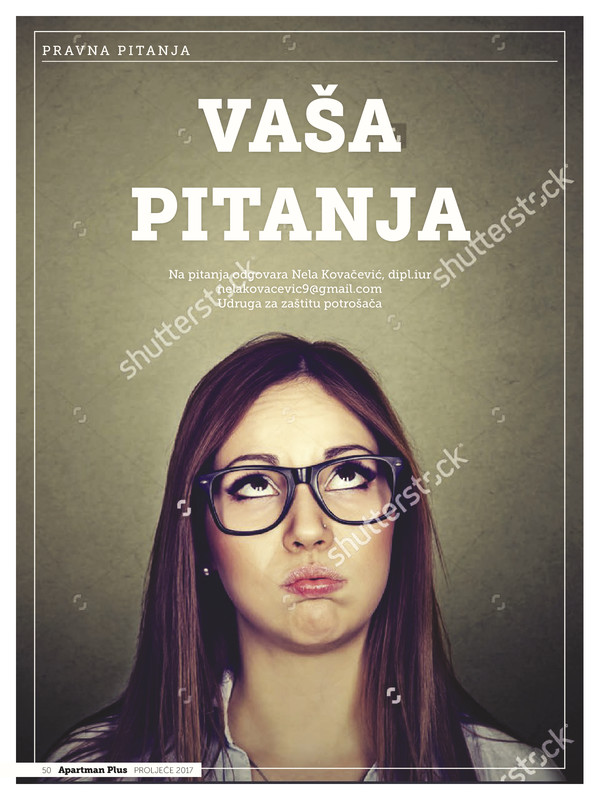 PRAVNA PITANJA
VAŠA
PITANJA
Na pitanja odgovara Nela Kovačević, dipl.iur
nelakovacevic9@gmail.com
Udruga za zaštitu potrošača
shutterstock
shutterstock
shutterstock
shutterstock
50 Apartman Plus PROLJEĆE 2017